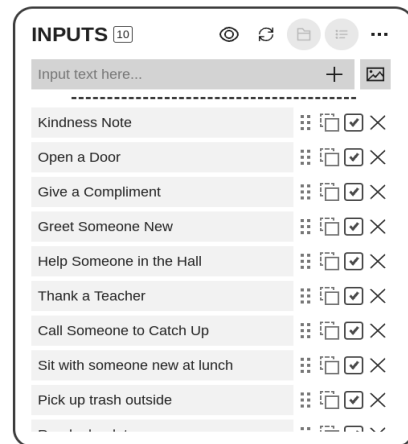 INPUTS 10
Input text here...
Kindness Note
Open a Door
Give a Compliment
Greet Someone New
Help Someone in the Hall
Thank a Teacher
Call Someone to Catch Up
Sit with someone new at lunch
Pick up trash outside